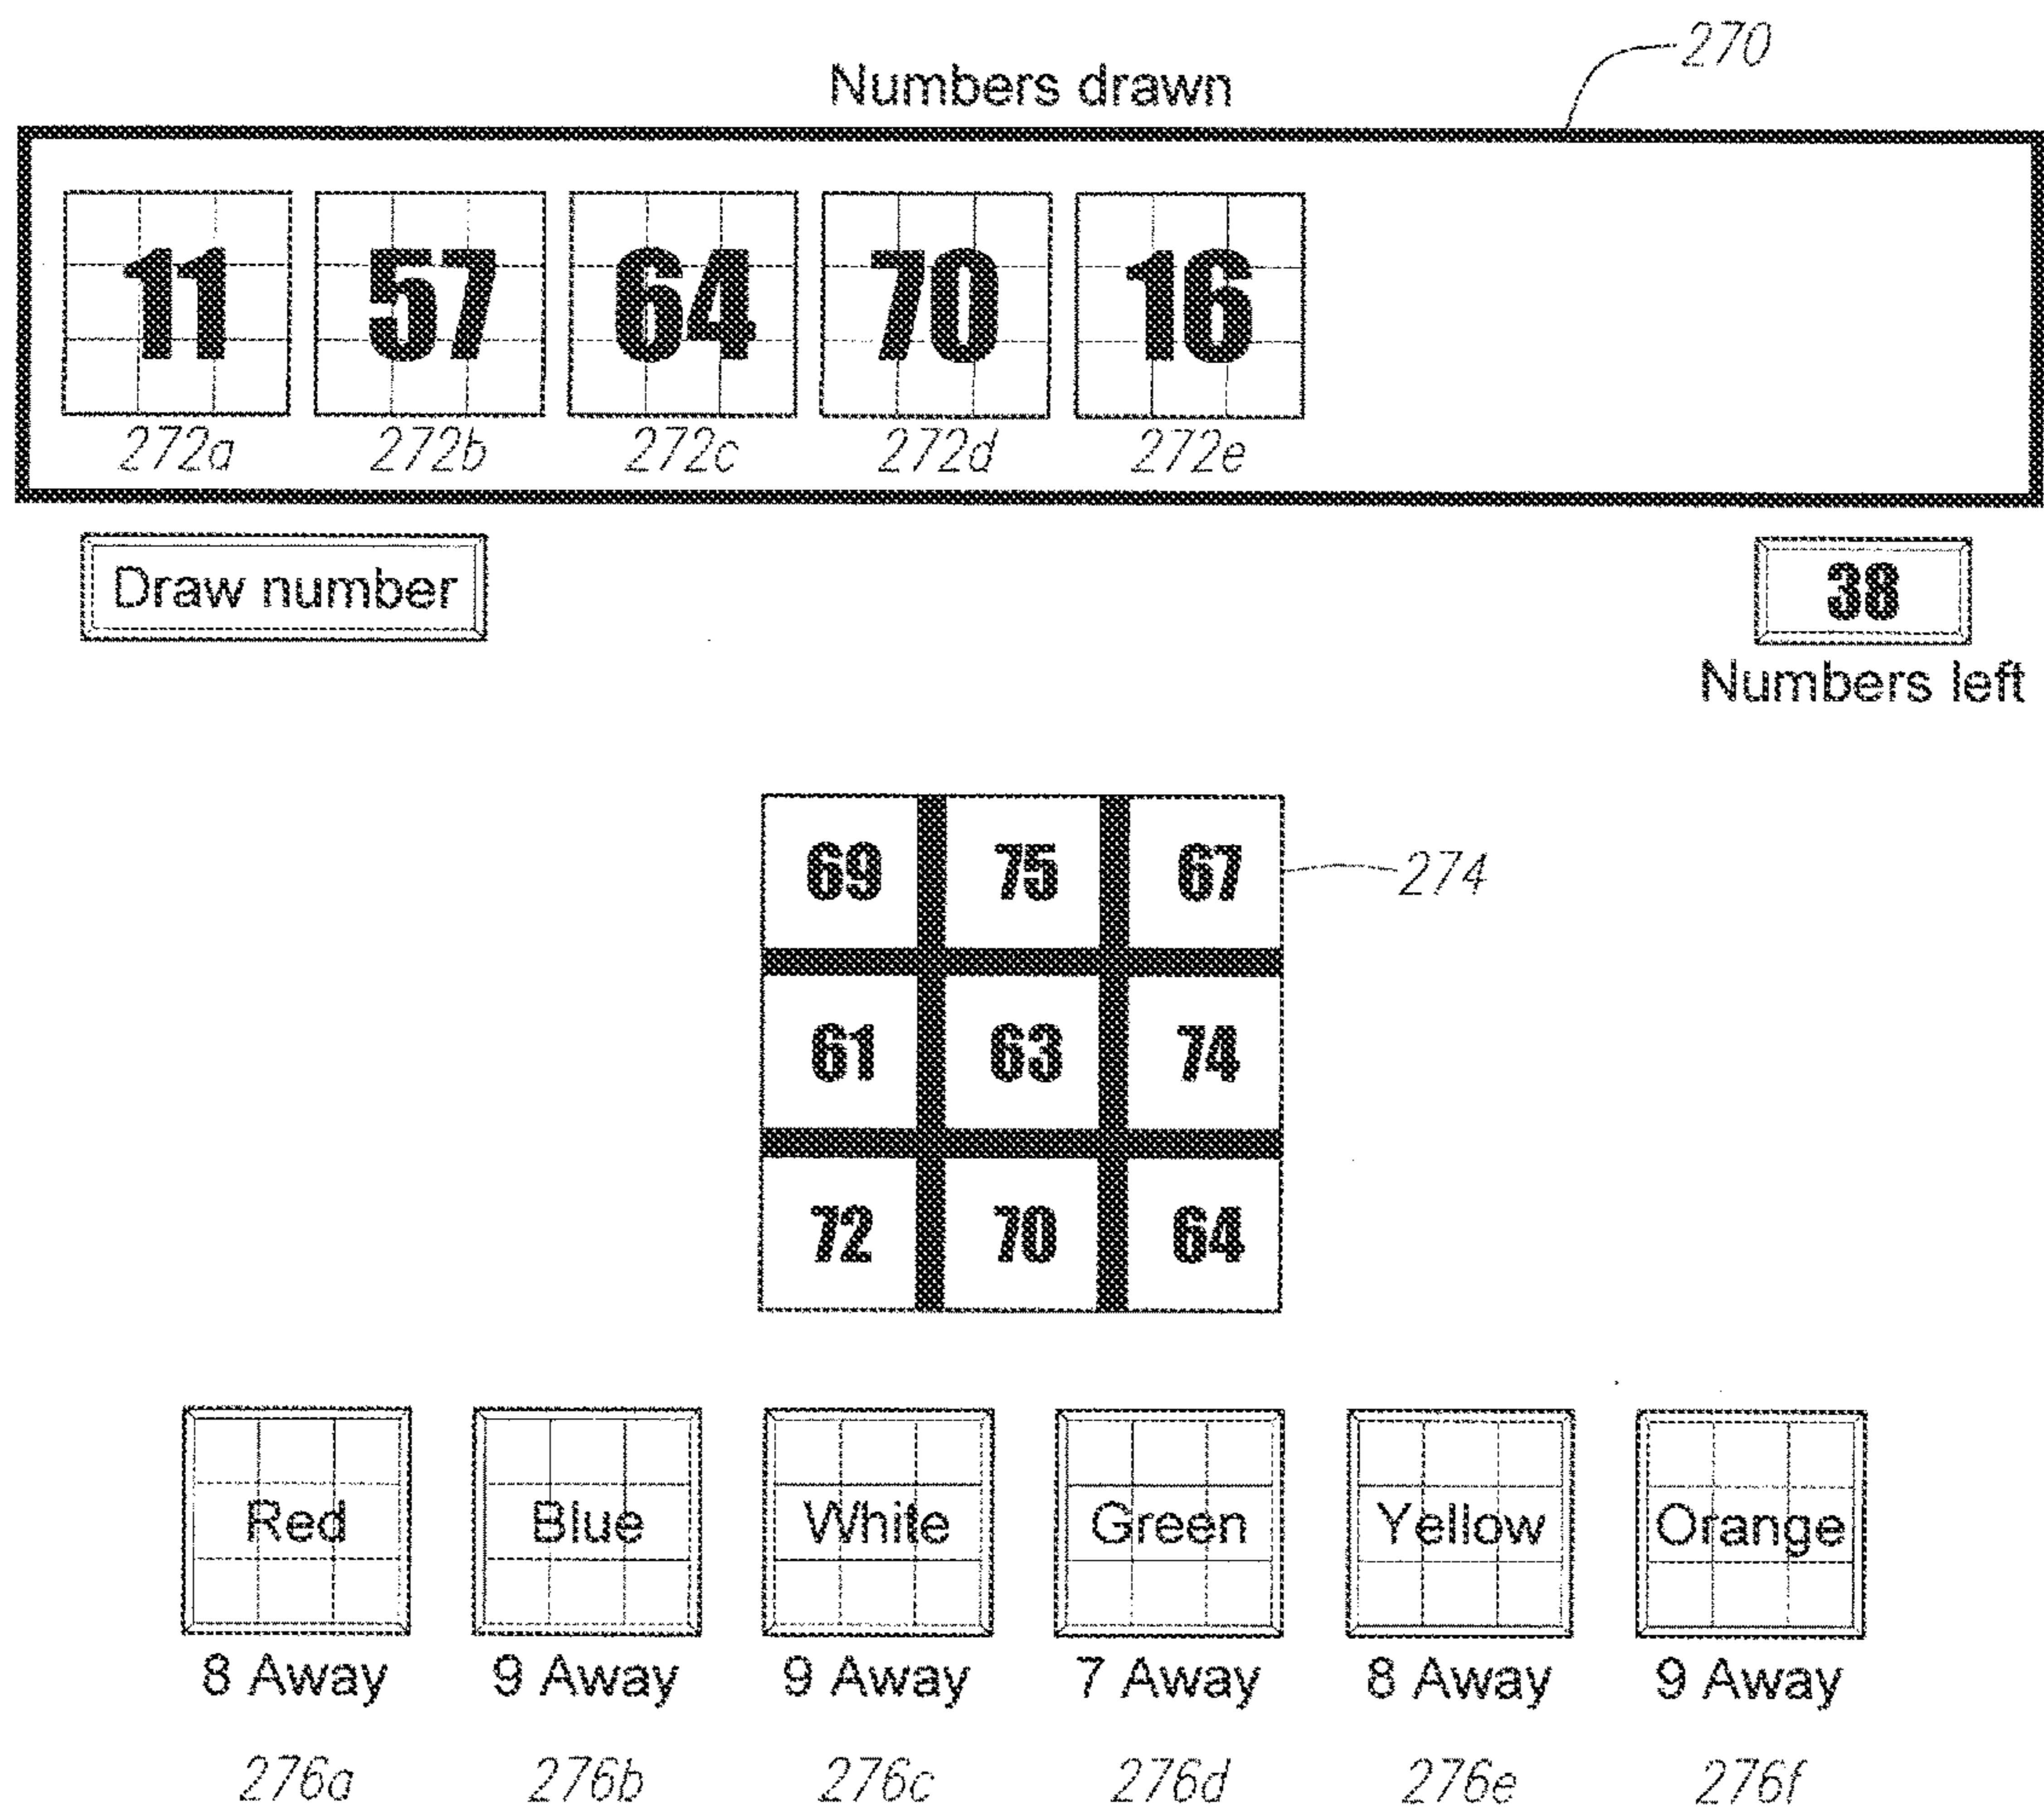 270
Numbers drawn
11 57 64 70 16
272a 272b 272c 272d 272e
Draw number 38
Numbers left
69 75 67
274
61 63 74
72 70 64
Red Blue White Green Yellow Orange
8 Away 9 Away 9 Away 7 Away 8 Away 9 Away
276a 276b 276c 276d 276e 276f